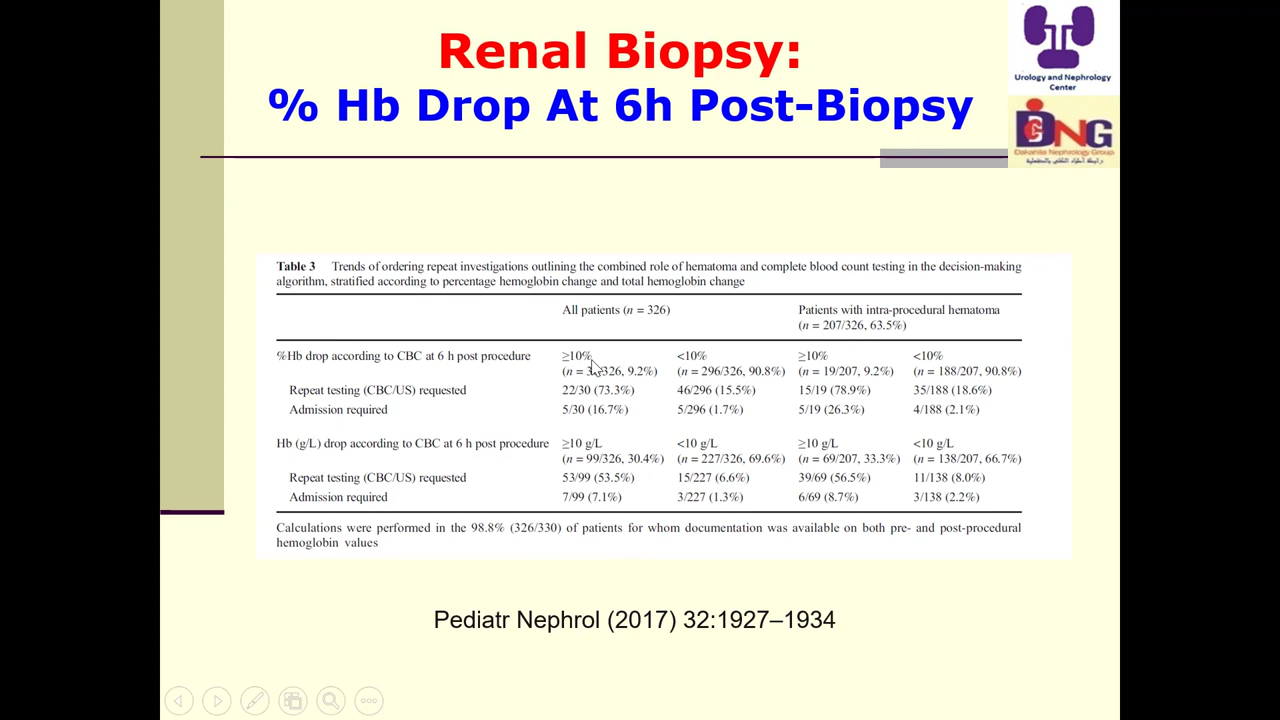 Renal Biopsy:
% Hb Drop At 6h Post-Biopsy
Urology and Nephrology
Center
DNG
Dakahlia Nephrology Group
Table 3 Trends of ordering repeat investigations outlining the combined role of hematoma and complete blood count testing in the decision-making
algorithm, stratified according to percentage hemoglobin change and total hemoglobin change
All patients (n = 326) Patients with intra-procedural hematoma
(n = 207/326, 63.5%)
%Hb drop according to CBC at 6 h post procedure ≥10% <10% ≥10% <10%
(n = 326, 9.2%) (n = 296/326, 90.8%) (n = 19/207, 9.2%) (n = 188/207, 90.8%)
Repeat testing (CBC/US) requested 22/30 (73.3%) 46/296 (15.5%) 15/19 (78.9%) 35/188 (18.6%)
Admission required 5/30 (16.7%) 5/296 (1.7%) 5/19 (26.3%) 4/188 (2.1%)
Hb (g/L) drop according to CBC at 6 h post procedure ≥10 g/L <10 g/L ≥10 g/L <10 g/L
(n = 99/326, 30.4%) (n = 227/326, 69.6%) (n = 69/207, 33.3%) (n = 138/207, 66.7%)
Repeat testing (CBC/US) requested 53/99 (53.5%) 15/227 (6.6%) 39/69 (56.5%) 11/138 (8.0%)
Admission required 7/99 (7.1%) 3/227 (1.3%) 6/69 (8.7%) 3/138 (2.2%)
Calculations were performed in the 98.8% (326/330) of patients for whom documentation was available on both pre- and post-procedural
hemoglobin values
Pediatr Nephrol (2017) 32:1927–1934